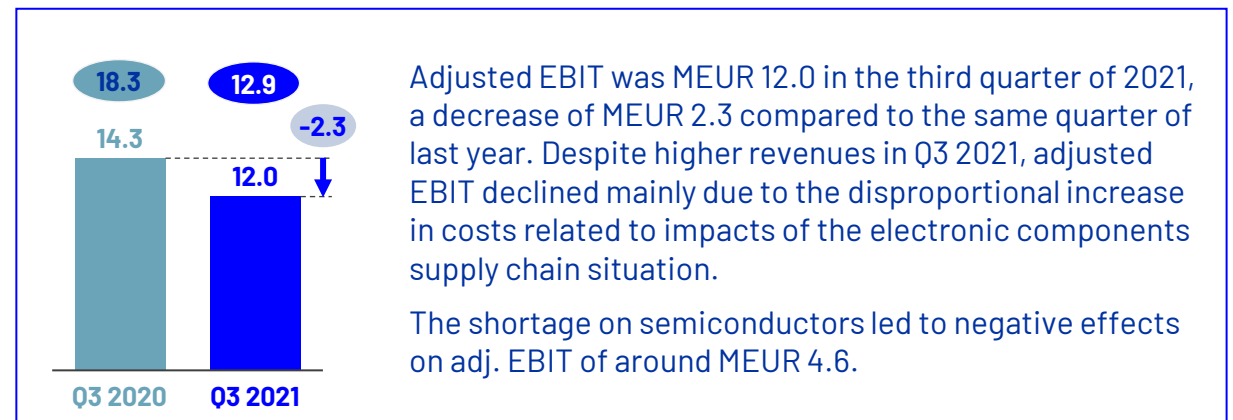 18.3
12.9
-2.3
14.3
12.0
Q3 2020
Q3 2021
Adjusted EBIT was MEUR 12.0 in the third quarter of 2021,
a decrease of MEUR 2.3 compared to the same quarter of
last year. Despite higher revenues in Q3 2021, adjusted
EBIT declined mainly due to the disproportional increase
in costs related to impacts of the electronic components
supply chain situation.
The shortage on semiconductors led to negative effects
on adj. EBIT of around MEUR 4.6.